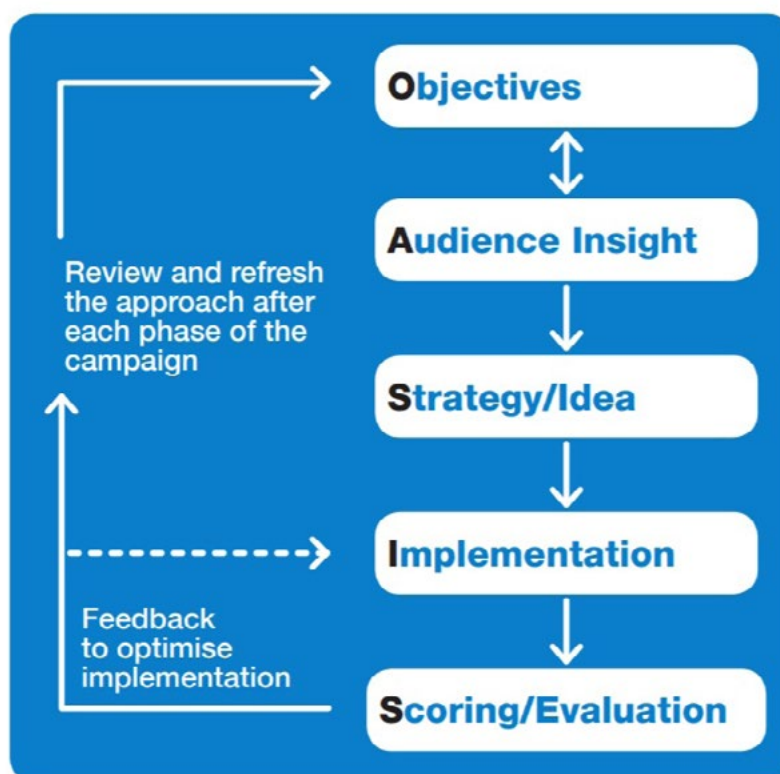 Objectives
Audience Insight
Review and refresh
the approach after
each phase of the
campaign
Strategy/Idea
Implementation
Feedback
to optimise
implementation
Scoring/Evaluation